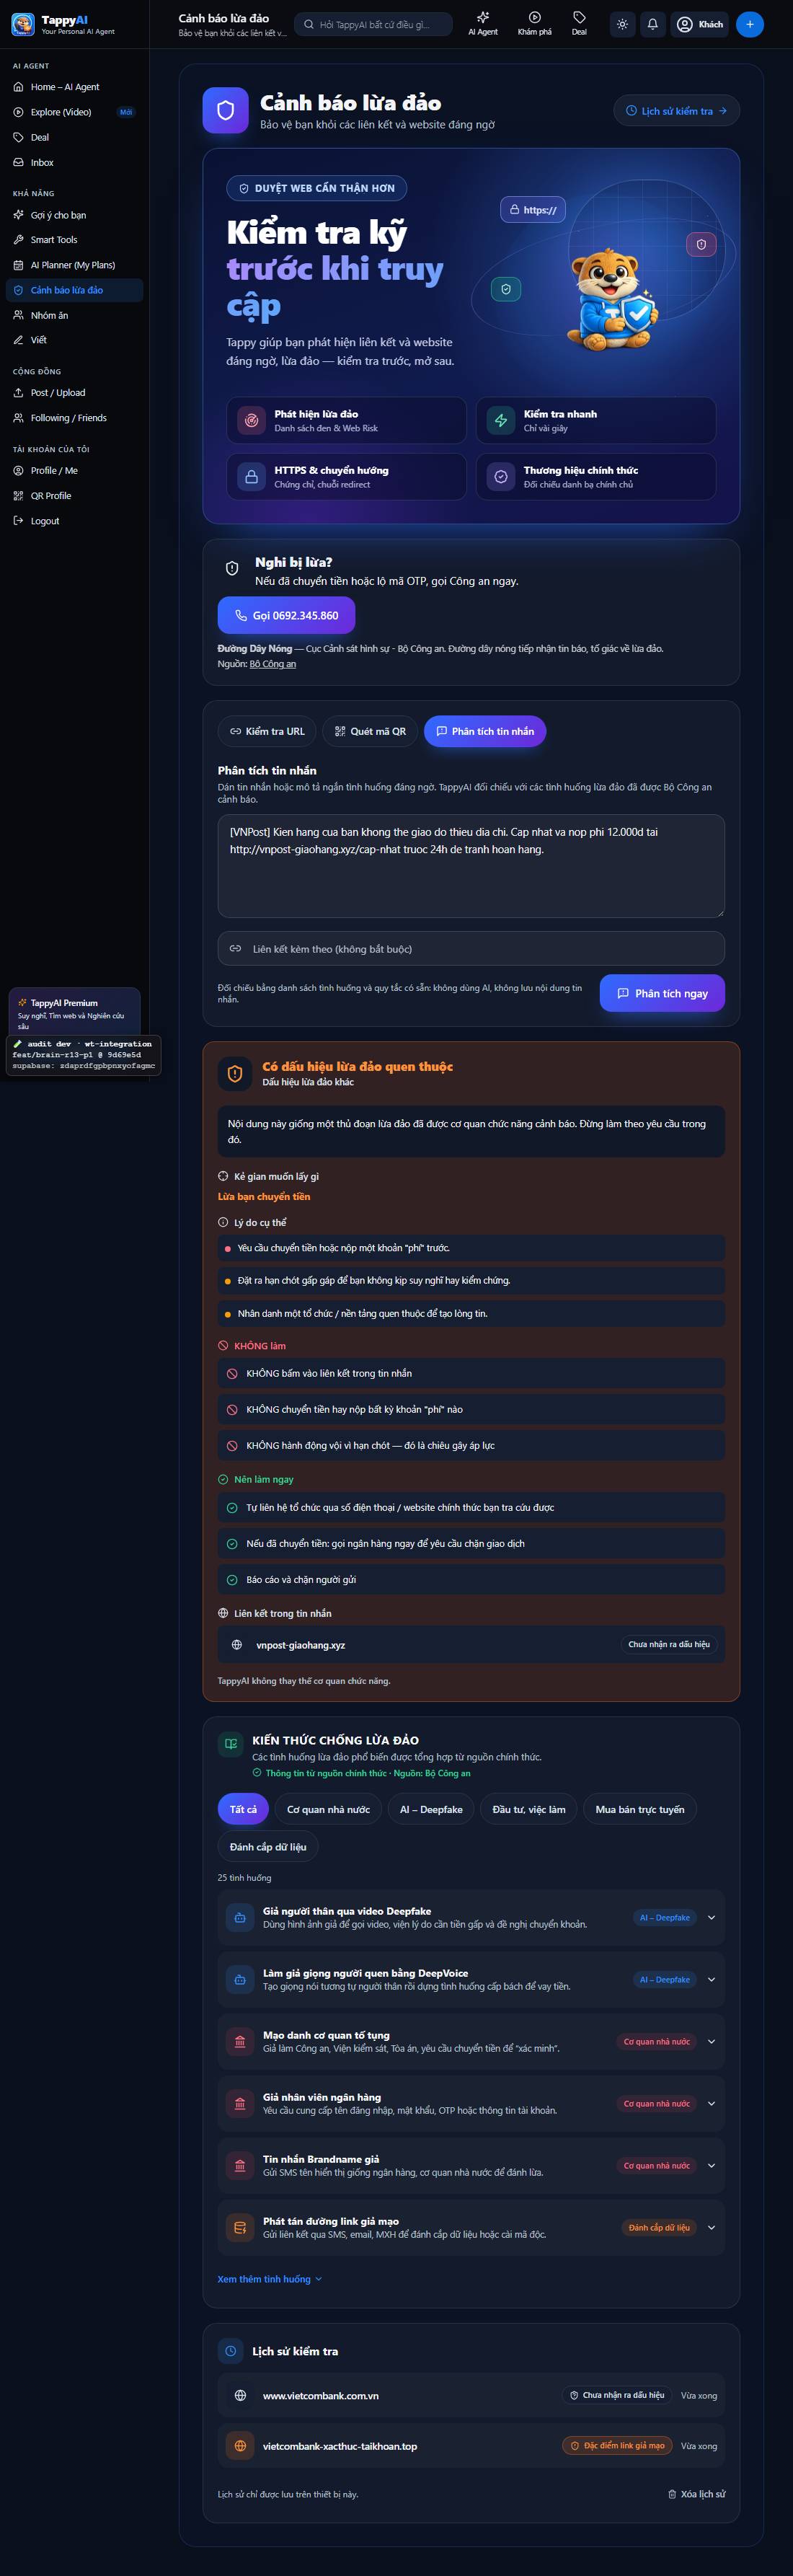 TappyAI
Your Personal AI Agent
Cảnh báo lừa đảo
Bảo vệ bạn khỏi các liên kết v...
Hỏi TappyAI bất cứ điều gì...
AI Agent
Khám phá
Deal
Khách
AI AGENT
Home – AI Agent
Explore (Video)
Mới
Deal
Inbox
KHẢ NĂNG
Gợi ý cho bạn
Smart Tools
AI Planner (My Plans)
Cảnh báo lừa đảo
Nhóm ăn
Viết
CỘNG ĐỒNG
Post / Upload
Following / Friends
TÀI KHOẢN CỦA TÔI
Profile / Me
QR Profile
Logout
TappyAI Premium
Suy nghĩ, Tìm web và Nghiên cứu
sâu
audit dev · wt-integration
feat/brain-r13-p1 @ 9d69e5d
supabase: zdaprdfgpbpnxyofagmc
Cảnh báo lừa đảo
Bảo vệ bạn khỏi các liên kết và website đáng ngờ
Lịch sử kiểm tra →
DUYỆT WEB CẨN THẬN HƠN
Kiểm tra kỹ
trước khi truy
cập
Tappy giúp bạn phát hiện liên kết và website
đáng ngờ, lừa đảo — kiểm tra trước, mở sau.
https://
Phát hiện lừa đảo
Danh sách đen & Web Risk
Kiểm tra nhanh
Chỉ vài giây
HTTPS & chuyển hướng
Chứng chỉ, chuỗi redirect
Thương hiệu chính thức
Đối chiếu danh bạ chính chủ
Nghi bị lừa?
Nếu đã chuyển tiền hoặc lộ mã OTP, gọi Công an ngay.
Gọi 0692.345.860
Đường Dây Nóng — Cục Cảnh sát hình sự - Bộ Công an. Đường dây nóng tiếp nhận tin báo, tố giác về lừa đảo.
Nguồn: Bộ Công an
Kiểm tra URL
Quét mã QR
Phân tích tin nhắn
Phân tích tin nhắn
Dán tin nhắn hoặc mô tả ngắn tình huống đáng ngờ. TappyAI đối chiếu với các tình huống lừa đảo đã được Bộ Công an
cảnh báo.
[VNPost] Kien hang cua ban khong the giao do thieu dia chi. Cap nhat va nop phi 12.000d tai
http://vnpost-giaohang.xyz/cap-nhat truoc 24h de tranh hoan hang.
Liên kết kèm theo (không bắt buộc)
Đối chiếu bằng danh sách tình huống và quy tắc có sẵn: không dùng AI, không lưu nội dung tin
nhắn.
Phân tích ngay
Có dấu hiệu lừa đảo quen thuộc
Dấu hiệu lừa đảo khác
Nội dung này giống một thủ đoạn lừa đảo đã được cơ quan chức năng cảnh báo. Đừng làm theo yêu cầu trong
đó.
Kẻ gian muốn lấy gì
Lừa bạn chuyển tiền
Lý do cụ thể
Yêu cầu chuyển tiền hoặc nộp một khoản "phí" trước.
Đặt ra hạn chót gấp gáp để bạn không kịp suy nghĩ hay kiểm chứng.
Nhân danh một tổ chức / nền tảng quen thuộc để tạo lòng tin.
KHÔNG làm
KHÔNG bấm vào liên kết trong tin nhắn
KHÔNG chuyển tiền hay nộp bất kỳ khoản "phí" nào
KHÔNG hành động vội vì hạn chót — đó là chiêu gây áp lực
Nên làm ngay
Tự liên hệ tổ chức qua số điện thoại / website chính thức bạn tra cứu được
Nếu đã chuyển tiền: gọi ngân hàng ngay để yêu cầu chặn giao dịch
Báo cáo và chặn người gửi
Liên kết trong tin nhắn
vnpost-giaohang.xyz
Chưa nhận ra dấu hiệu
TappyAI không thay thế cơ quan chức năng.
KIẾN THỨC CHỐNG LỪA ĐẢO
Các tình huống lừa đảo phổ biến được tổng hợp từ nguồn chính thức.
Thông tin từ nguồn chính thức · Nguồn: Bộ Công an
Tất cả
Cơ quan nhà nước
AI – Deepfake
Đầu tư, việc làm
Mua bán trực tuyến
Đánh cắp dữ liệu
25 tình huống
Giả người thân qua video Deepfake
Dùng hình ảnh giả để gọi video, viện lý do cần tiền gấp và đề nghị chuyển khoản.
AI – Deepfake
Làm giả giọng người quen bằng DeepVoice
Tạo giọng nói tương tự người thân rồi dựng tình huống cấp bách để vay tiền.
AI – Deepfake
Mạo danh cơ quan tố tụng
Giả làm Công an, Viện kiểm sát, Tòa án, yêu cầu chuyển tiền để "xác minh".
Cơ quan nhà nước
Giả nhân viên ngân hàng
Yêu cầu cung cấp tên đăng nhập, mật khẩu, OTP hoặc thông tin tài khoản.
Cơ quan nhà nước
Tin nhắn Brandname giả
Gửi SMS tên hiển thị giống ngân hàng, cơ quan nhà nước để đánh lừa.
Cơ quan nhà nước
Phát tán đường link giả mạo
Gửi liên kết qua SMS, email, MXH để đánh cắp dữ liệu hoặc cài mã độc.
Đánh cắp dữ liệu
Xem thêm tình huống
Lịch sử kiểm tra
www.vietcombank.com.vn
Chưa nhận ra dấu hiệu
Vừa xong
vietcombank-xacthuc-taikhoan.top
Đặc điểm link giả mạo
Vừa xong
Lịch sử chỉ được lưu trên thiết bị này.
Xóa lịch sử